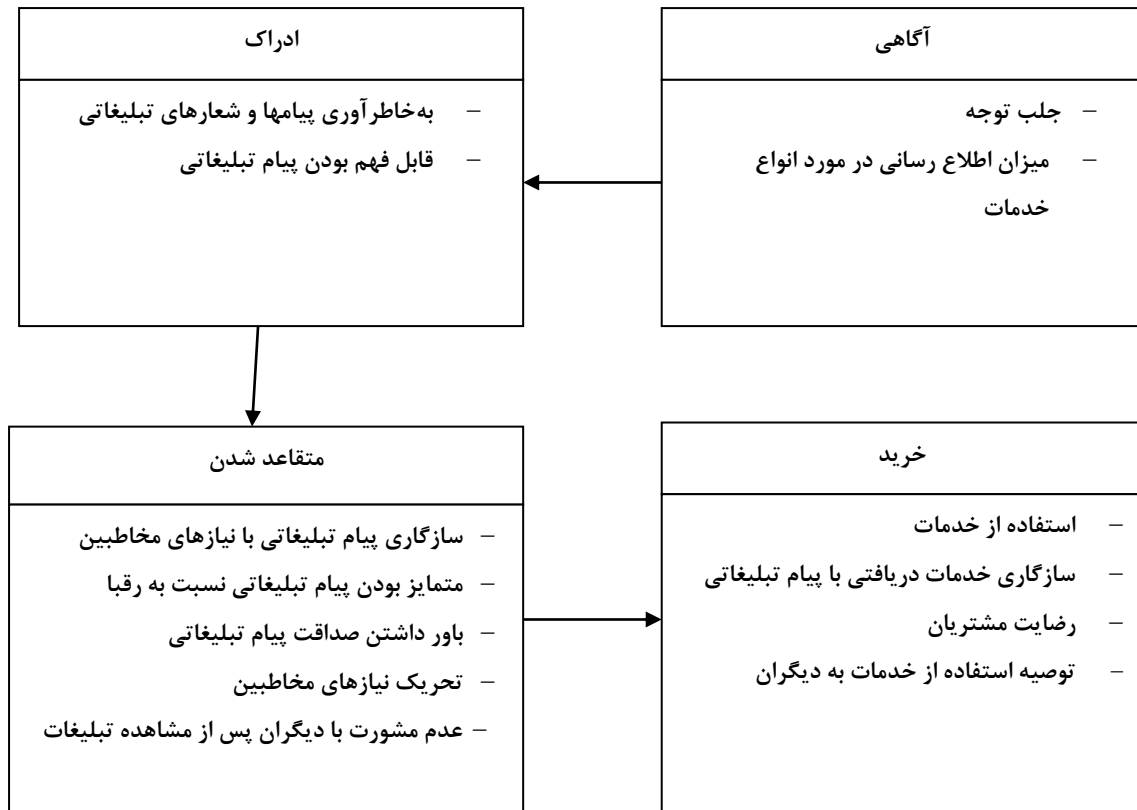 آگاهی
– جلب توجه
– میزان اطلاع رسانی در مورد انواع
خدمات
ادراک
– به‌خاطرآوری پیامها و شعارهای تبلیغاتی
– قابل فهم بودن پیام تبلیغاتی
متقاعد شدن
– سازگاری پیام تبلیغاتی با نیازهای مخاطبین
– متمایز بودن پیام تبلیغاتی نسبت به رقبا
– باور داشتن صداقت پیام تبلیغاتی
– تحریک نیازهای مخاطبین
– عدم مشورت با دیگران پس از مشاهده تبلیغات
خرید
– استفاده از خدمات
– سازگاری خدمات دریافتی با پیام تبلیغاتی
– رضایت مشتریان
– توصیه استفاده از خدمات به دیگران